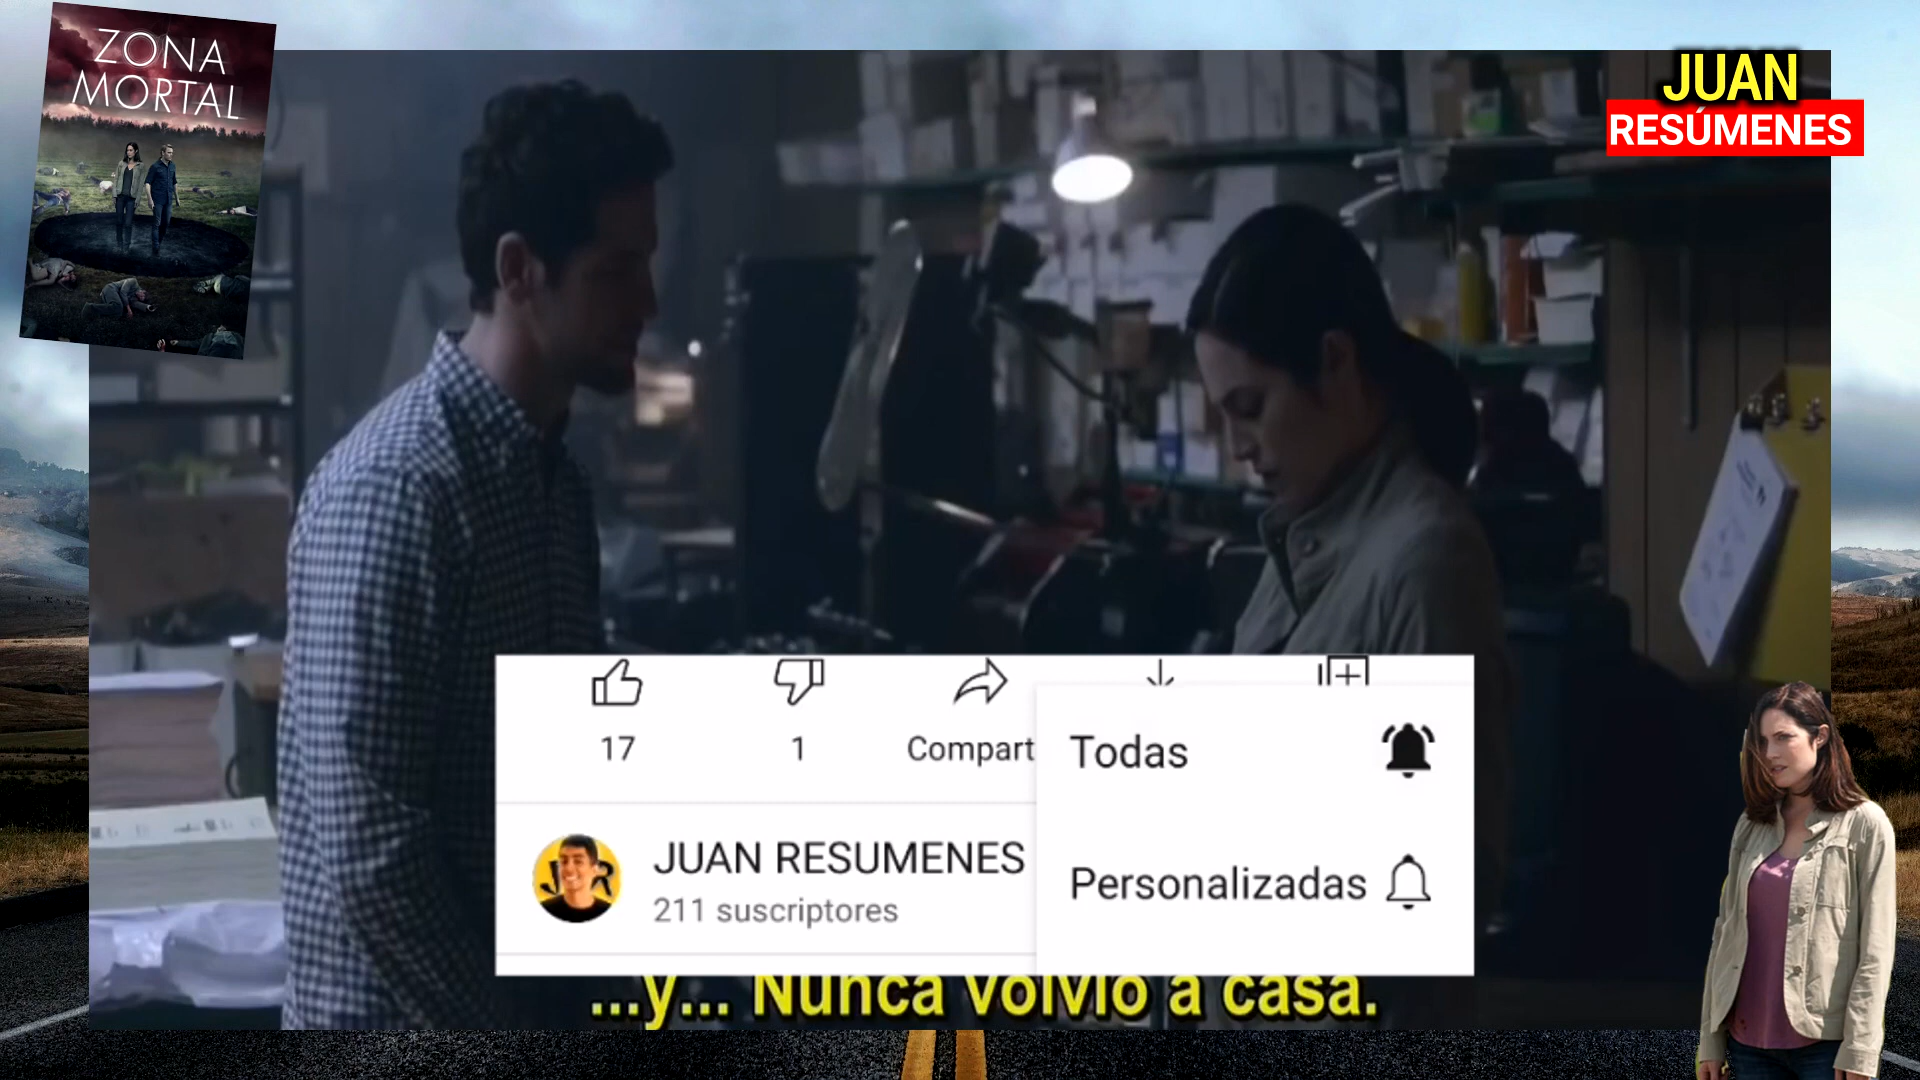 ZONA
MORTAL
JUAN
RESÚMENES
17
1
Compart
Todas
Personalizadas
JUAN RESUMENES
211 suscriptores
...y... Nunca volvió a casa.